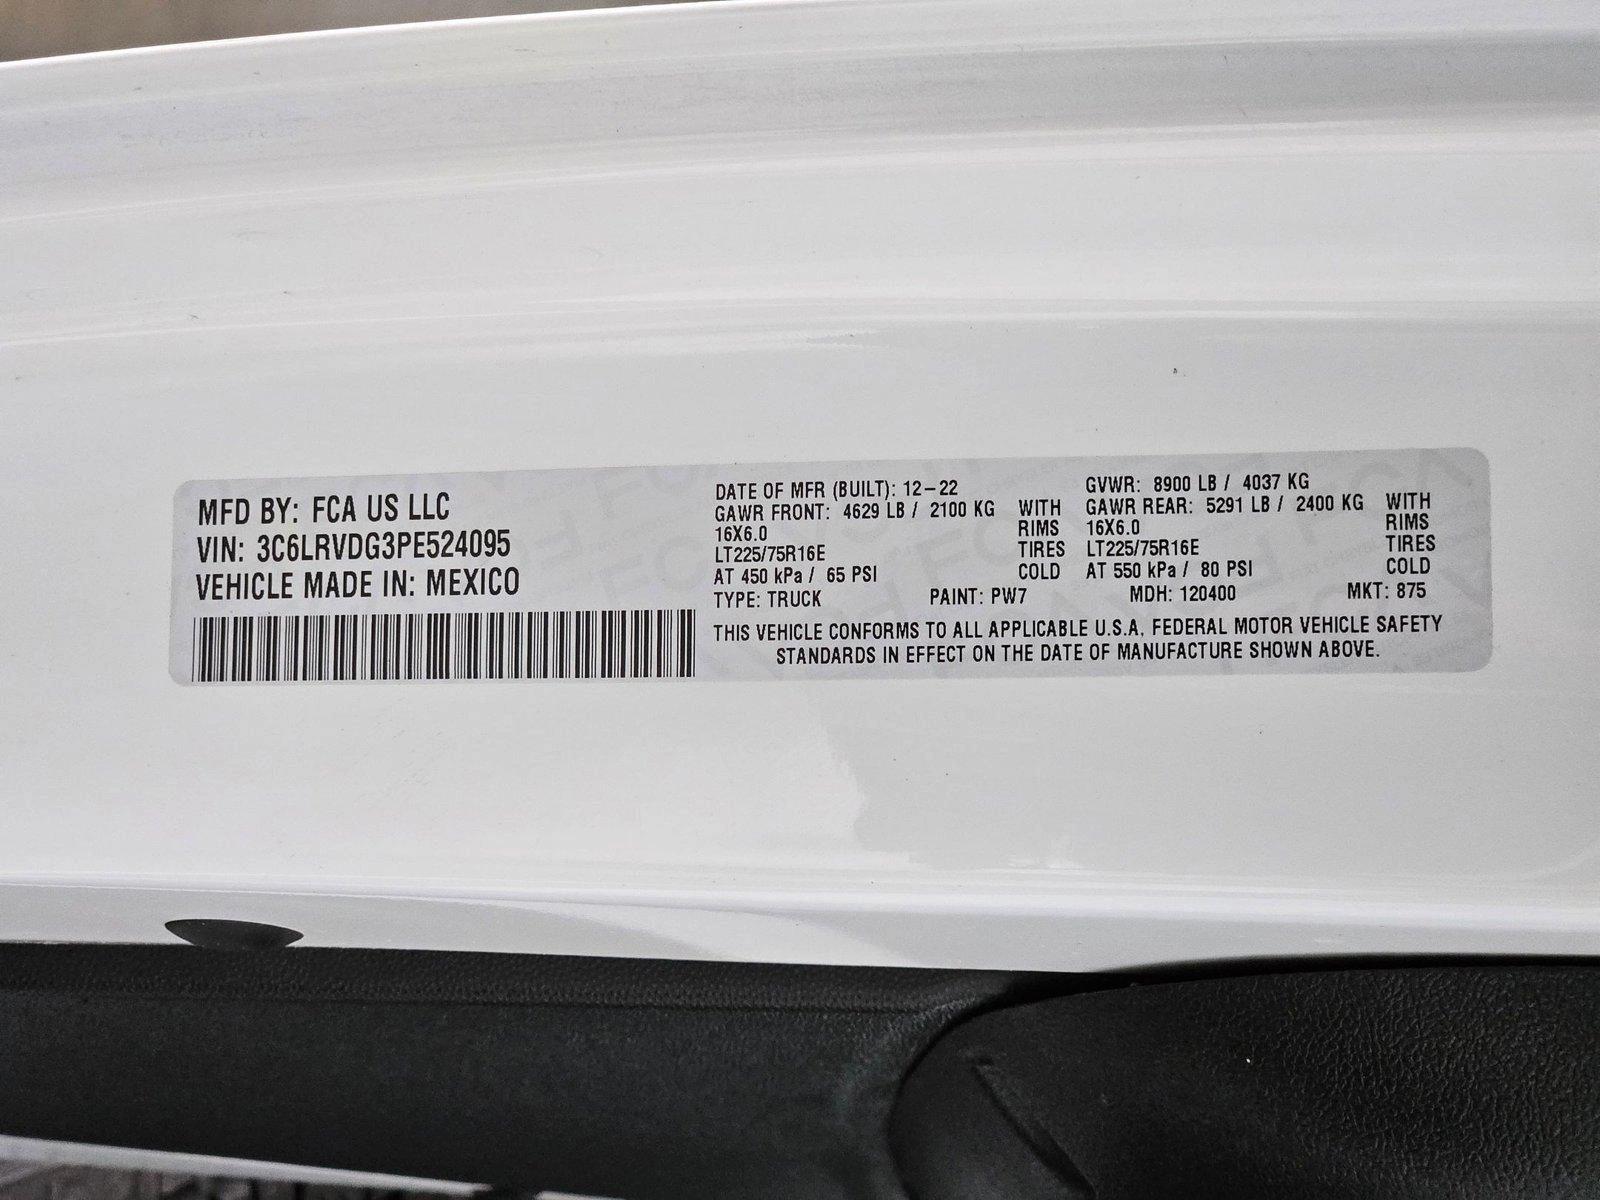 MFD BY: FCA US LLC
VIN: 3C6LRVDG3PE524095
VEHICLE MADE IN: MEXICO
DATE OF MFR (BUILT): 12-22 GVWR: 8900 LB / 4037 KG
GAWR FRONT: 4629 LB / 2100 KG WITH GAWR REAR: 5291 LB / 2400 KG WITH
16X6.0 RIMS 16X6.0 RIMS
LT225/75R16E TIRES LT225/75R16E TIRES
AT 450 kPa / 65 PSI COLD AT 550 kPa / 80 PSI COLD
TYPE: TRUCK PAINT: PW7 MDH: 120400 MKT: 875
THIS VEHICLE CONFORMS TO ALL APPLICABLE U.S.A. FEDERAL MOTOR VEHICLE SAFETY
STANDARDS IN EFFECT ON THE DATE OF MANUFACTURE SHOWN ABOVE.